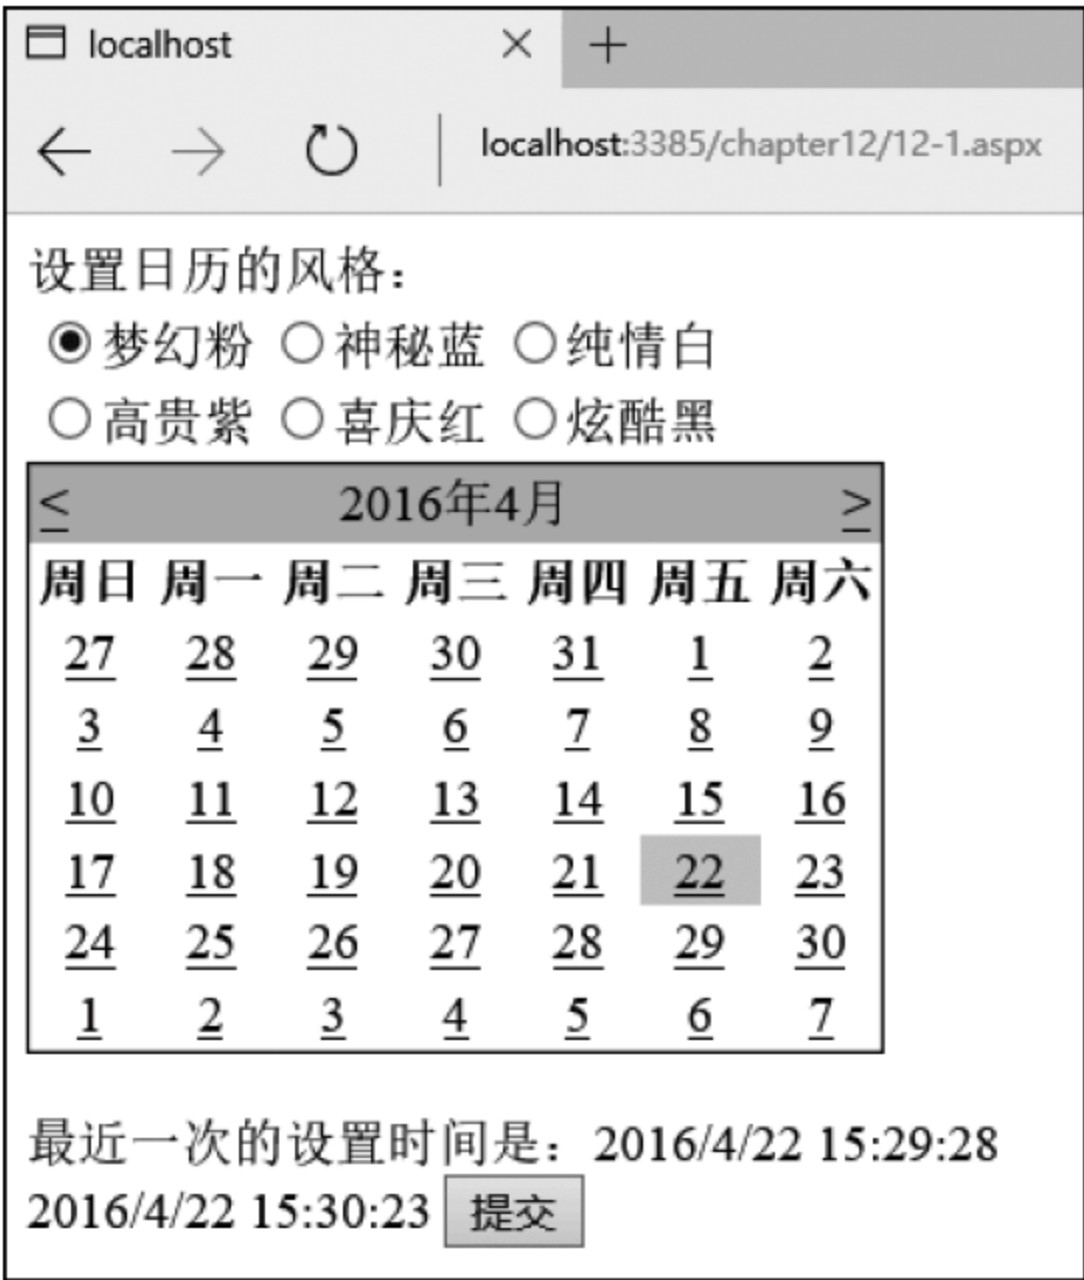 localhost
localhost:3385/chapter12/12-1.aspx
设置日历的风格：
梦幻粉 神秘蓝 纯情白
高贵紫 喜庆红 炫酷黑
< 2016年4月 >
周日 周一 周二 周三 周四 周五 周六
27 28 29 30 31 1 2
3 4 5 6 7 8 9
10 11 12 13 14 15 16
17 18 19 20 21 22 23
24 25 26 27 28 29 30
1 2 3 4 5 6 7
最近一次的设置时间是：2016/4/22 15:29:28
2016/4/22 15:30:23 提交